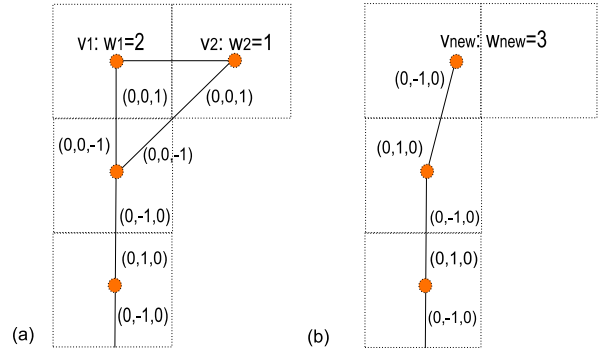 v1: w1=2
v2: w2=1
(0,0,1)
(0,0,1)
(0,0,-1)
(0,0,-1)
(0,-1,0)
(0,1,0)
(0,-1,0)
(a)
vnew: wnew=3
(0,-1,0)
(0,1,0)
(0,-1,0)
(0,1,0)
(0,-1,0)
(b)